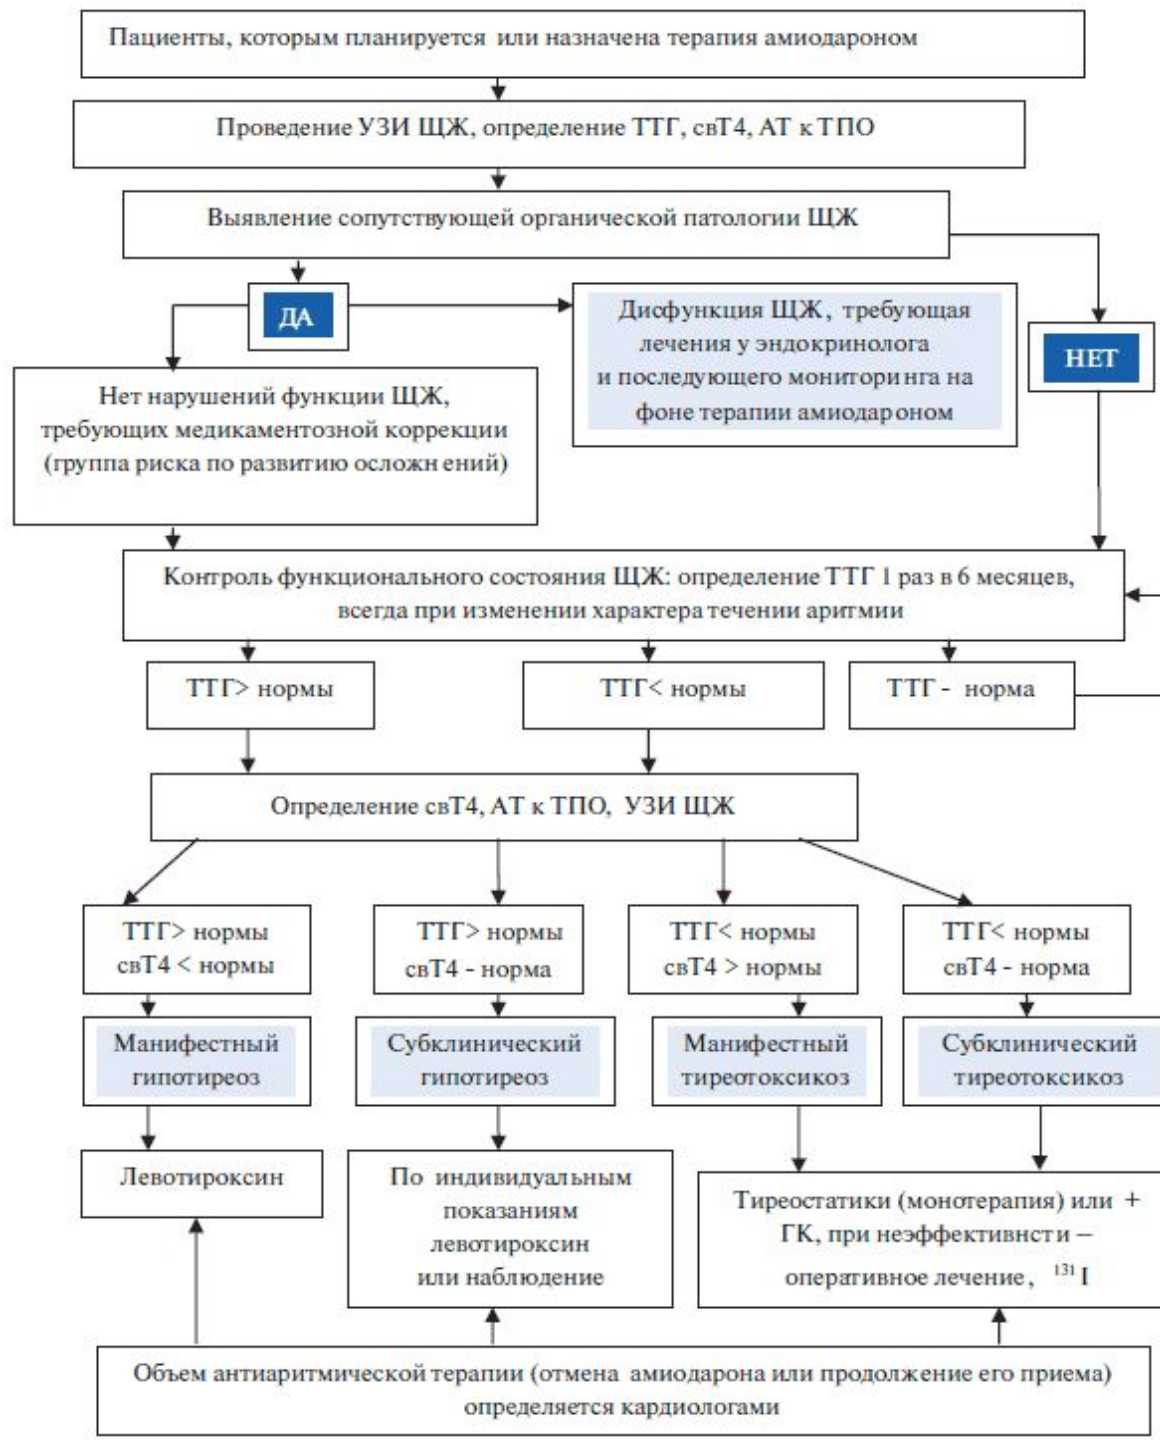 Пациенты, которым планируется или назначена терапия амиодароном
Проведение УЗИ ЩЖ, определение ТТГ, свТ4, АТ к ТПО
Выявление сопутствующей органической патологии ЩЖ
ДА
Дисфункция ЩЖ, требующая
лечения у эндокринолога
и последующего мониторинга на
фоне терапии амиодароном
НЕТ
Нет нарушений функции ЩЖ,
требующих медикаментозной коррекции
(группа риска по развитию осложн ений)
Контроль функционального состояния ЩЖ: определение ТТГ 1 раз в 6 месяцев,
всегда при изменении характера течении аритмии
ТТГ> нормы
ТТГ< нормы
ТТГ - норма
Определение свТ4, АТ к ТПО, УЗИ ЩЖ
ТТГ> нормы
свТ4 < нормы
ТТГ> нормы
свТ4 - норма
ТТГ< нормы
свТ4 > нормы
ТТГ< нормы
свТ4 - норма
Манифестный
гипотиреоз
Субклинический
гипотиреоз
Манифестный
тиреотоксикоз
Субклинический
тиреотоксикоз
Левотироксин
По индивидуальным
показаниям
левотироксин
или наблюдение
Тиреостатики (монотерапия) или +
ГК, при неэффективнсти –
оперативное лечение, ¹³¹ I
Объем антиаритмической терапии (отмена амиодарона или продолжение его приема)
определяется кардиологами